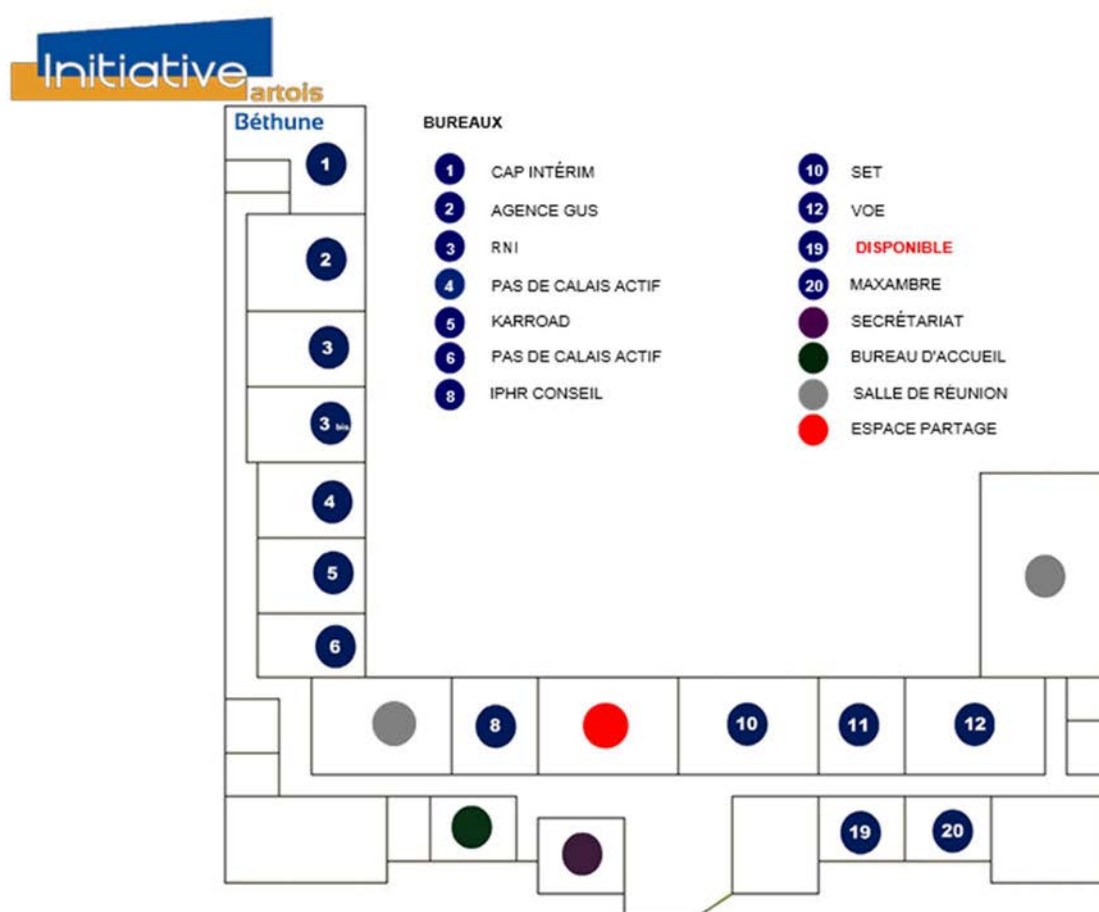 Initiative
artois
Béthune
BUREAUX
1 CAP INTÉRIM
2 AGENCE GUS
3 RNI
4 PAS DE CALAIS ACTIF
5 KARROAD
6 PAS DE CALAIS ACTIF
8 IPHR CONSEIL
10 SET
12 VOE
19 DISPONIBLE
20 MAXAMBRE
SECRÉTARIAT
BUREAU D'ACCUEIL
SALLE DE RÉUNION
ESPACE PARTAGE
1
2
3
3 bis
4
5
6
8
10
11
12
19
20